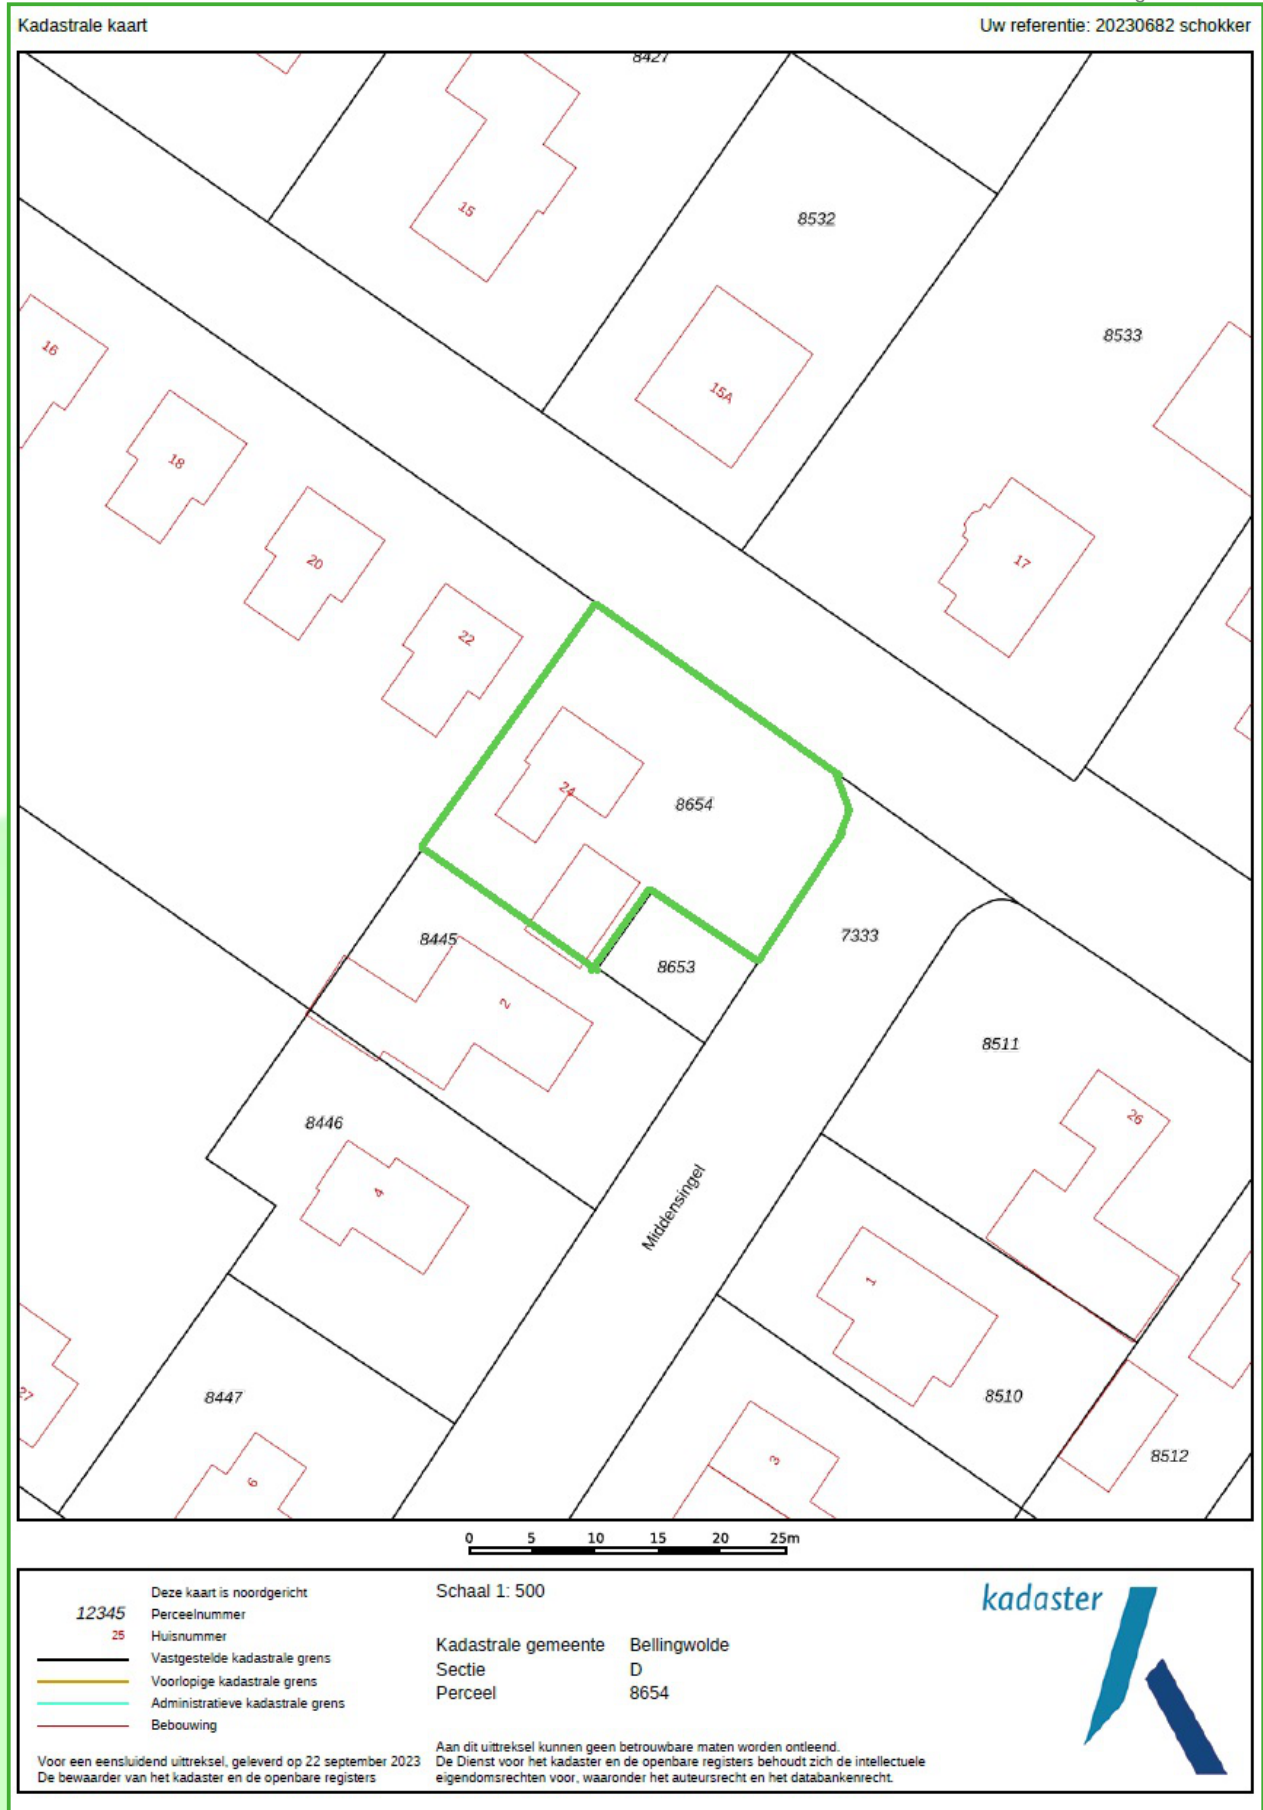 Kadastrale kaart
Uw referentie: 20230682 schokker
8427
15
8532
8533
16
15A
18
17
20
22
24
8654
8445
7333
8653
2
8511
8446
26
4
Middensingel
1
27
8447
8510
6
3
8512
0 5 10 15 20 25m
Deze kaart is noordgericht
12345 Perceelnummer
25 Huisnummer
Vastgestelde kadastrale grens
Voorlopige kadastrale grens
Administratieve kadastrale grens
Bebouwing
Voor een eensluidend uittreksel, geleverd op 22 september 2023
De bewaarder van het kadaster en de openbare registers
Schaal 1: 500
Kadastrale gemeente Bellingwolde
Sectie D
Perceel 8654
Aan dit uittreksel kunnen geen betrouwbare maten worden ontleend.
De Dienst voor het kadaster en de openbare registers behoudt zich de intellectuele
eigendomsrechten voor, waaronder het auteursrecht en het databankenrecht.
kadaster